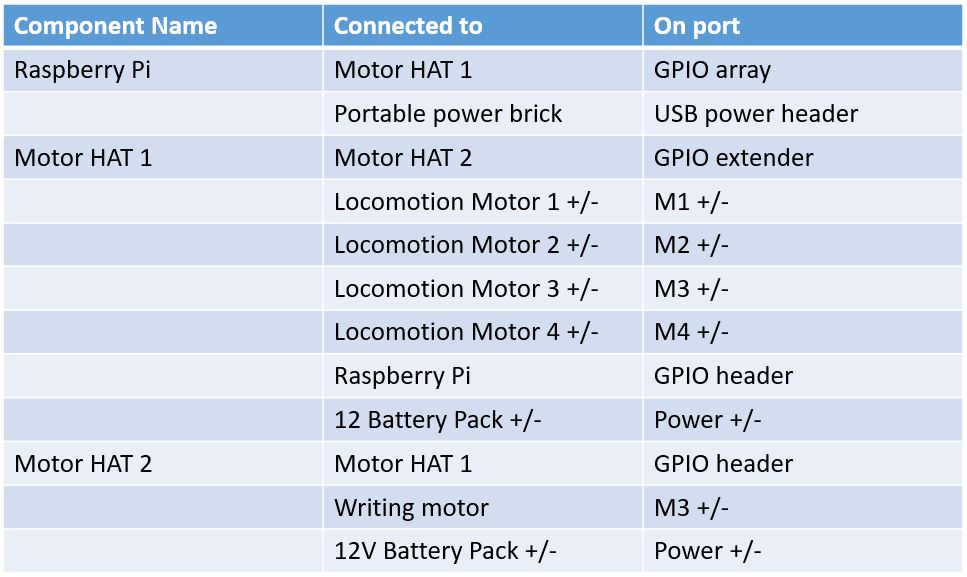 Component Name Connected to On port
Raspberry Pi Motor HAT 1 GPIO array
Portable power brick USB power header
Motor HAT 1 Motor HAT 2 GPIO extender
Locomotion Motor 1 +/- M1 +/-
Locomotion Motor 2 +/- M2 +/-
Locomotion Motor 3 +/- M3 +/-
Locomotion Motor 4 +/- M4 +/-
Raspberry Pi GPIO header
12 Battery Pack +/- Power +/-
Motor HAT 2 Motor HAT 1 GPIO header
Writing motor M3 +/-
12V Battery Pack +/- Power +/-